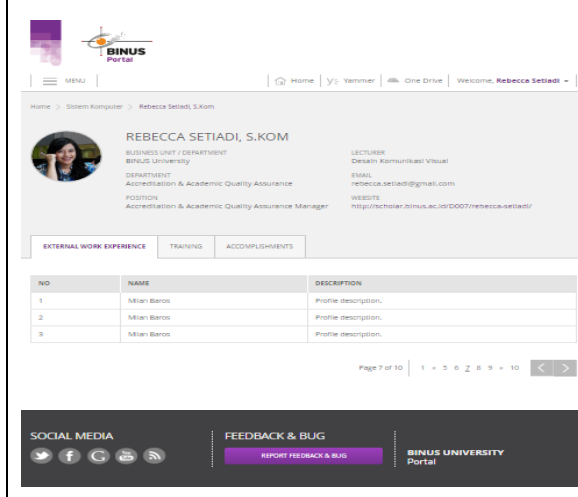 BINUS
Portal
MENU
Home
Yammer
One Drive
Welcome, Rebecca Setiadi
Home > Sistem Komputer > Rebecca Setiadi, S.Kom
REBECCA SETIADI, S.KOM
BUSINESS UNIT / DEPARTMENT
BINUS University
LECTURER
Desain Komunikasi Visual
DEPARTMENT
Accreditation & Academic Quality Assurance
EMAIL
rebecca.setiadi@gmail.com
POSITION
Accreditation & Academic Quality Assurance Manager
WEBSITE
http://scholar.binus.ac.id/D007/rebecca-setiadi/
EXTERNAL WORK EXPERIENCE TRAINING ACCOMPLISHMENTS
NO NAME DESCRIPTION
1 Milan Baros Profile description.
2 Milan Baros Profile description.
3 Milan Baros Profile description.
Page 7 of 10 1 « 5 6 7 8 9 » 10 < >
SOCIAL MEDIA
FEEDBACK & BUG
REPORT FEEDBACK & BUG
BINUS UNIVERSITY
Portal